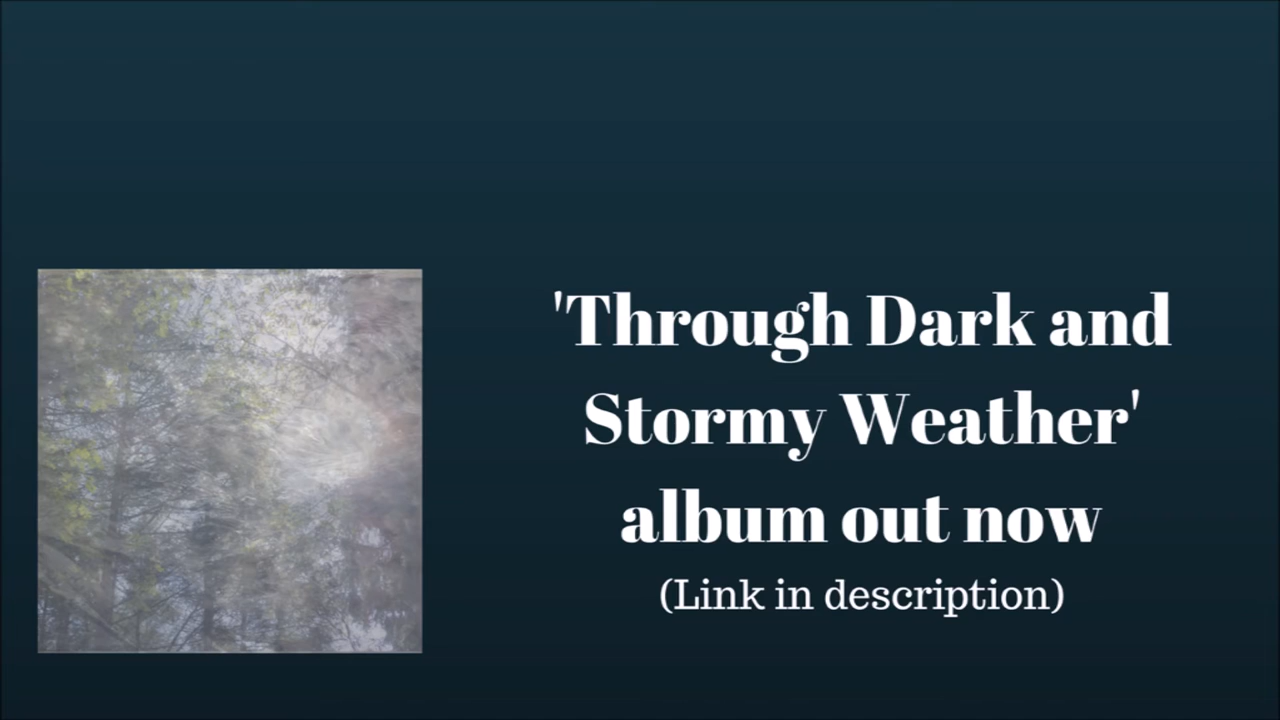 'Through Dark and
Stormy Weather'
album out now
(Link in description)